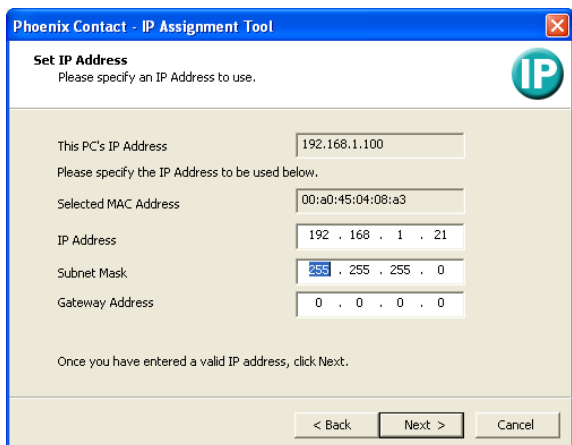 Phoenix Contact - IP Assignment Tool
Set IP Address
Please specify an IP Address to use.
IP
This PC's IP Address 192.168.1.100
Please specify the IP Address to be used below.
Selected MAC Address 00:a0:45:04:08:a3
IP Address 192 . 168 . 1 . 21
Subnet Mask 255 . 255 . 255 . 0
Gateway Address 0 . 0 . 0 . 0
Once you have entered a valid IP address, click Next.
< Back Next > Cancel